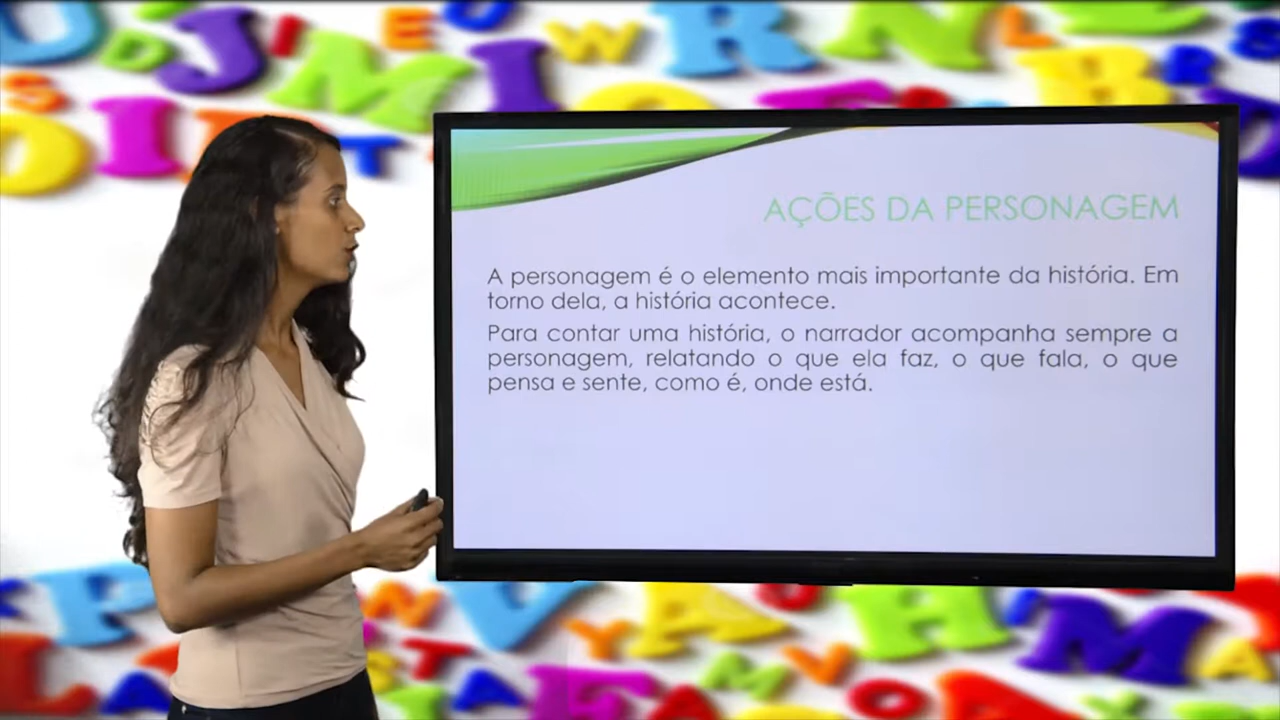 AÇÕES DA PERSONAGEM
A personagem é o elemento mais importante da história. Em
torno dela, a história acontece.
Para contar uma história, o narrador acompanha sempre a
personagem, relatando o que ela faz, o que fala, o que
pensa e sente, como é, onde está.